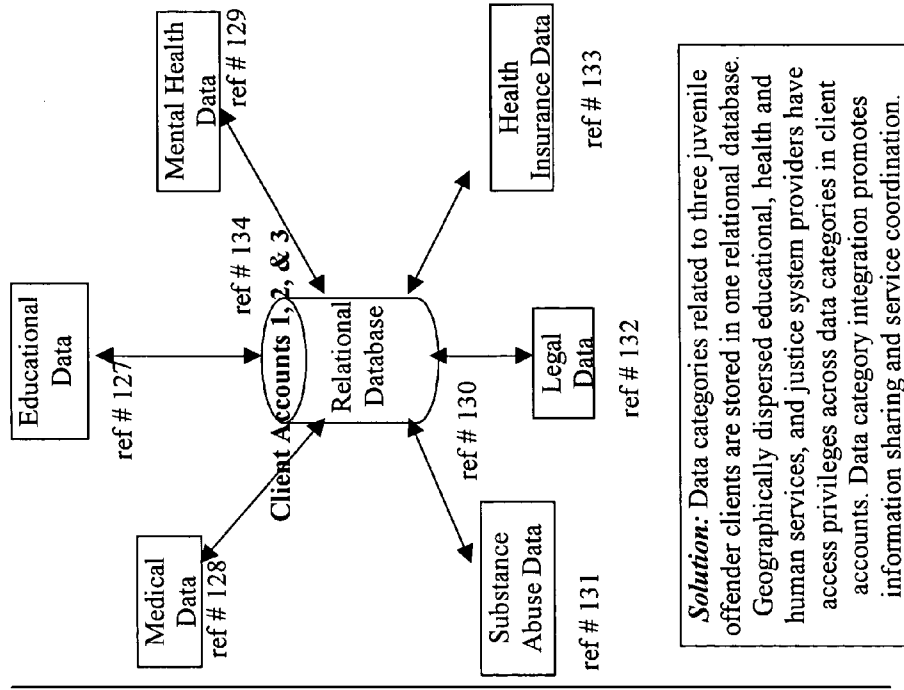 Educational
Data
ref # 127
Medical
Data
ref # 128
Mental Health
Data
ref # 129
ref # 134
Client Accounts 1, 2, & 3
Relational
Database
ref # 130
Substance
Abuse Data
ref # 131
Legal
Data
ref # 132
Health
Insurance Data
ref # 133
Solution: Data categories related to three juvenile
offender clients are stored in one relational database.
Geographically dispersed educational, health and
human services, and justice system providers have
access privileges across data categories in client
accounts. Data category integration promotes
information sharing and service coordination.